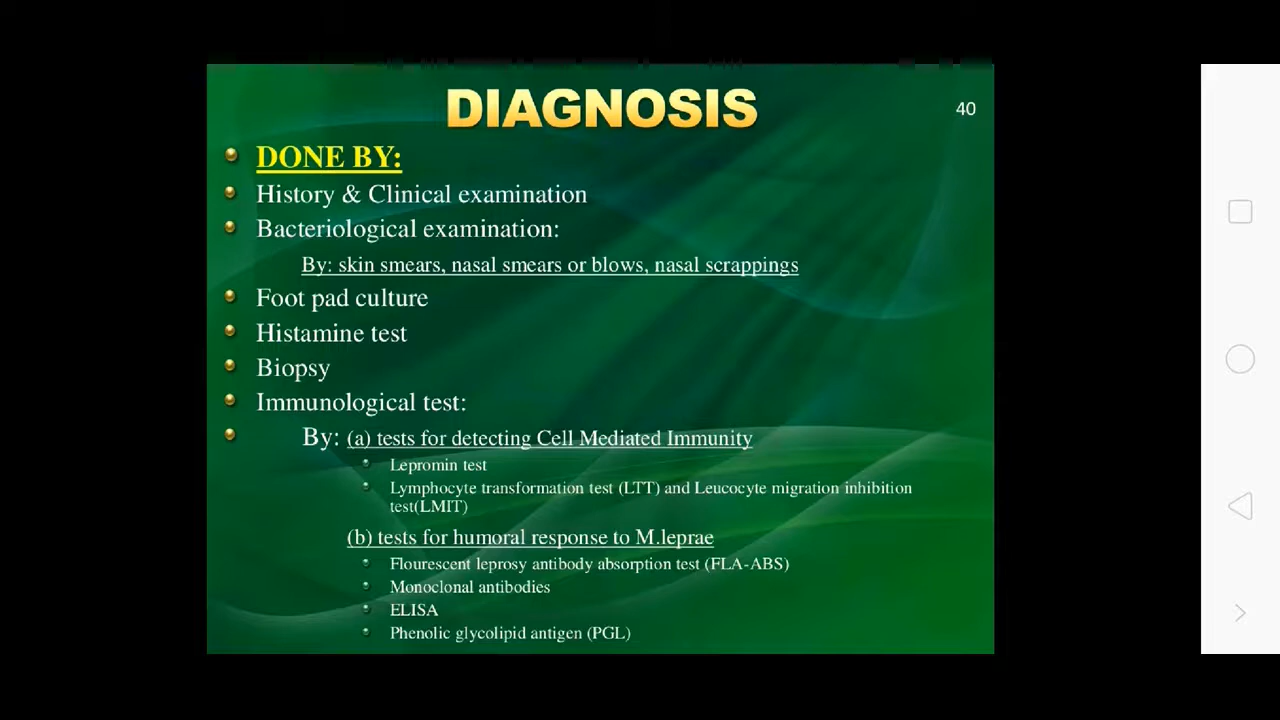 DIAGNOSIS
40
DONE BY:
History & Clinical examination
Bacteriological examination:
By: skin smears, nasal smears or blows, nasal scrappings
Foot pad culture
Histamine test
Biopsy
Immunological test:
By: (a) tests for detecting Cell Mediated Immunity
Lepromin test
Lymphocyte transformation test (LTT) and Leucocyte migration inhibition
test(LMIT)
(b) tests for humoral response to M.leprae
Flourescent leprosy antibody absorption test (FLA-ABS)
Monoclonal antibodies
ELISA
Phenolic glycolipid antigen (PGL)